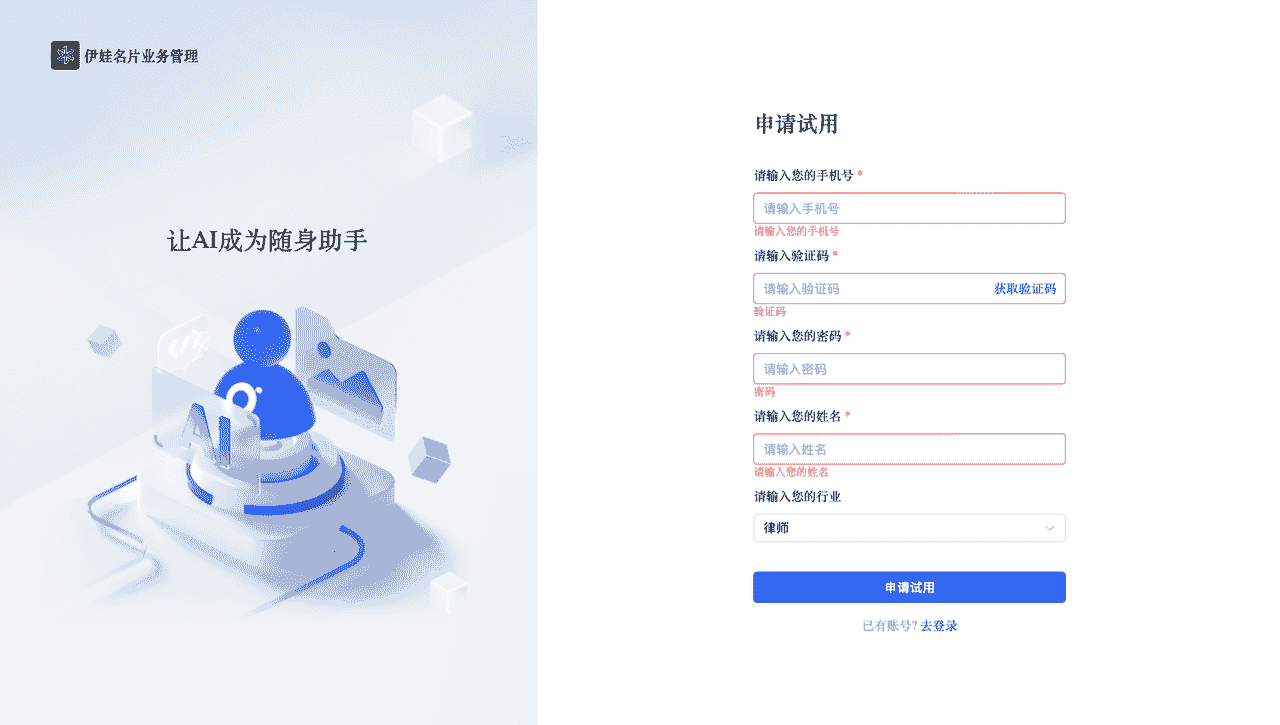 伊娃名片业务管理
让AI成为随身助手
AI
申请试用
请输入您的手机号 *
请输入手机号
请输入您的手机号
请输入验证码 *
请输入验证码 获取验证码
验证码
请输入您的密码 *
请输入密码
密码
请输入您的姓名 *
请输入姓名
请输入您的姓名
请输入您的行业
律师
申请试用
已有账号? 去登录